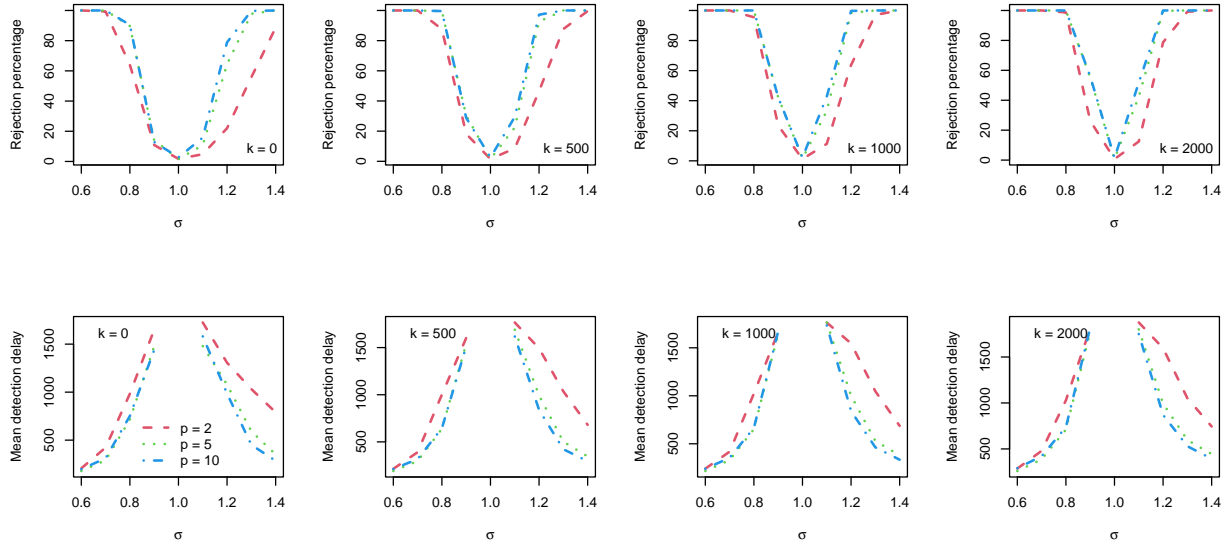 Rejection percentage
0 20 40 60 80
k = 0
0.6 0.8 1.0 1.2 1.4
σ
Rejection percentage
0 20 40 60 80
k = 500
0.6 0.8 1.0 1.2 1.4
σ
Rejection percentage
0 20 40 60 80
k = 1000
0.6 0.8 1.0 1.2 1.4
σ
Rejection percentage
0 20 40 60 80
k = 2000
0.6 0.8 1.0 1.2 1.4
σ
Mean detection delay
500 1000 1500
k = 0
p = 2
p = 5
p = 10
0.6 0.8 1.0 1.2 1.4
σ
Mean detection delay
500 1000 1500
k = 500
0.6 0.8 1.0 1.2 1.4
σ
Mean detection delay
500 1000 1500
k = 1000
0.6 0.8 1.0 1.2 1.4
σ
Mean detection delay
500 1000 1500
k = 2000
0.6 0.8 1.0 1.2 1.4
σ